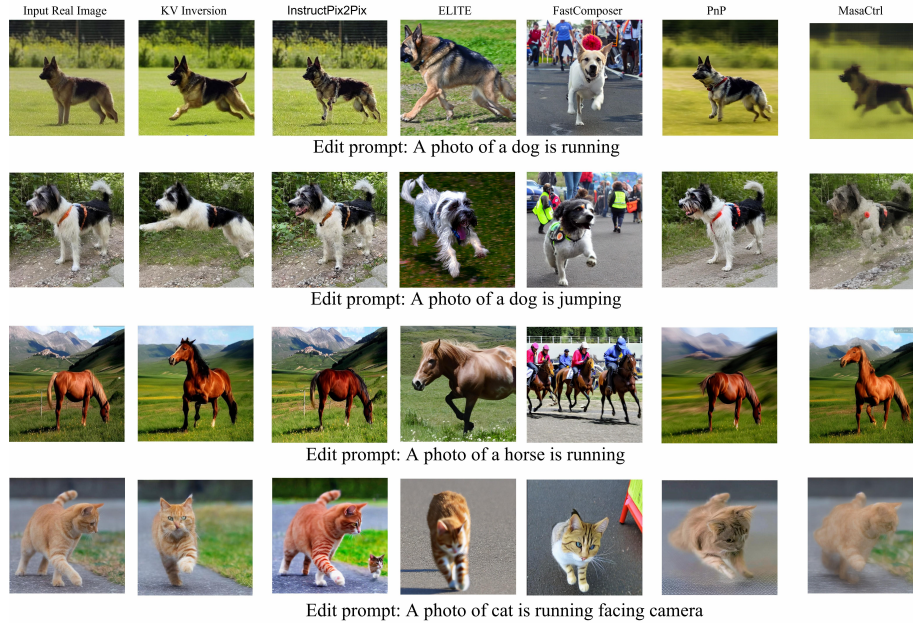 Input Real Image KV Inversion InstructPix2Pix ELITE FastComposer PnP MasaCtrl
Edit prompt: A photo of a dog is running
Edit prompt: A photo of a dog is jumping
Edit prompt: A photo of a horse is running
Edit prompt: A photo of cat is running facing camera